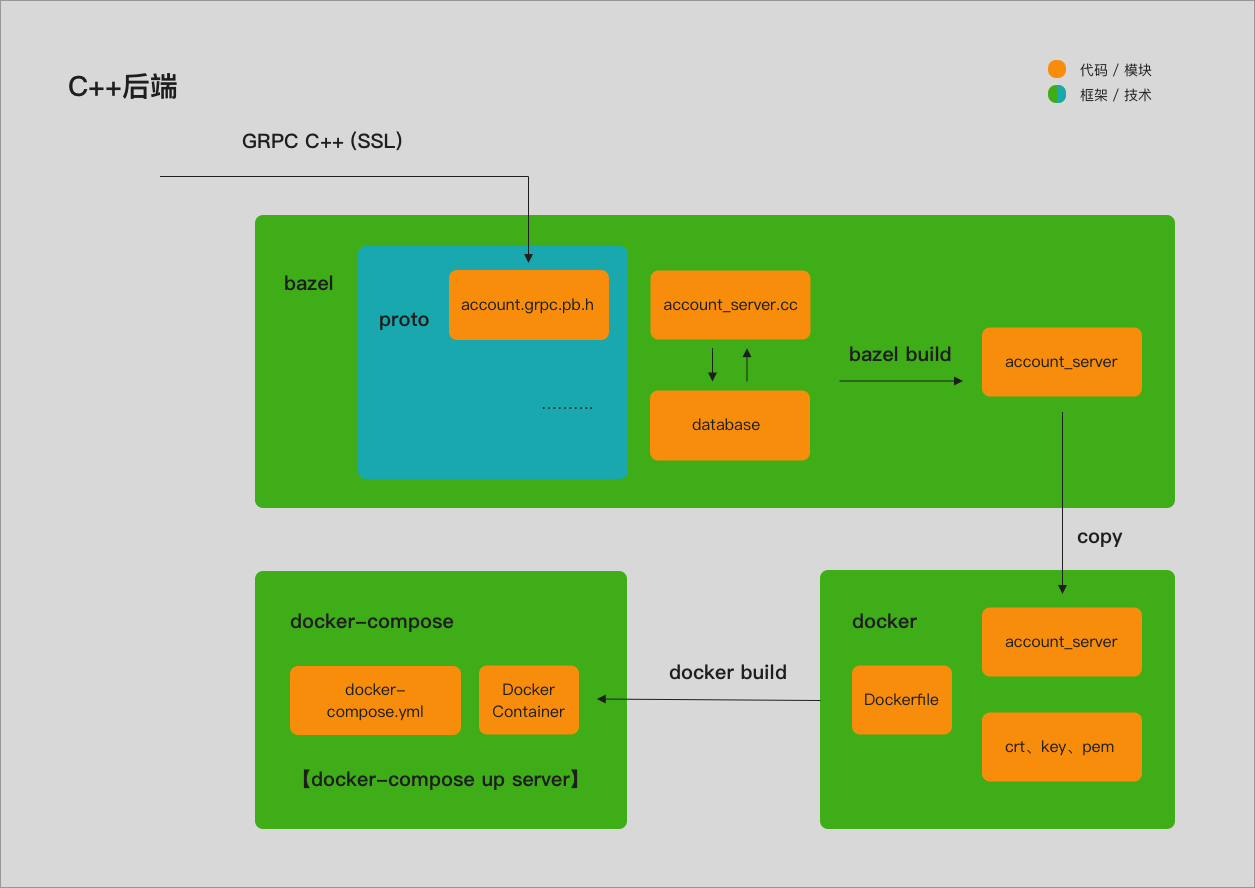 C++后端
代码 / 模块
框架 / 技术
GRPC C++ (SSL)
bazel
proto
account.grpc.pb.h
..........
account_server.cc
database
bazel build
account_server
copy
docker-compose
docker-
compose.yml
Docker
Container
【docker-compose up server】
docker build
docker
account_server
Dockerfile
crt、key、pem